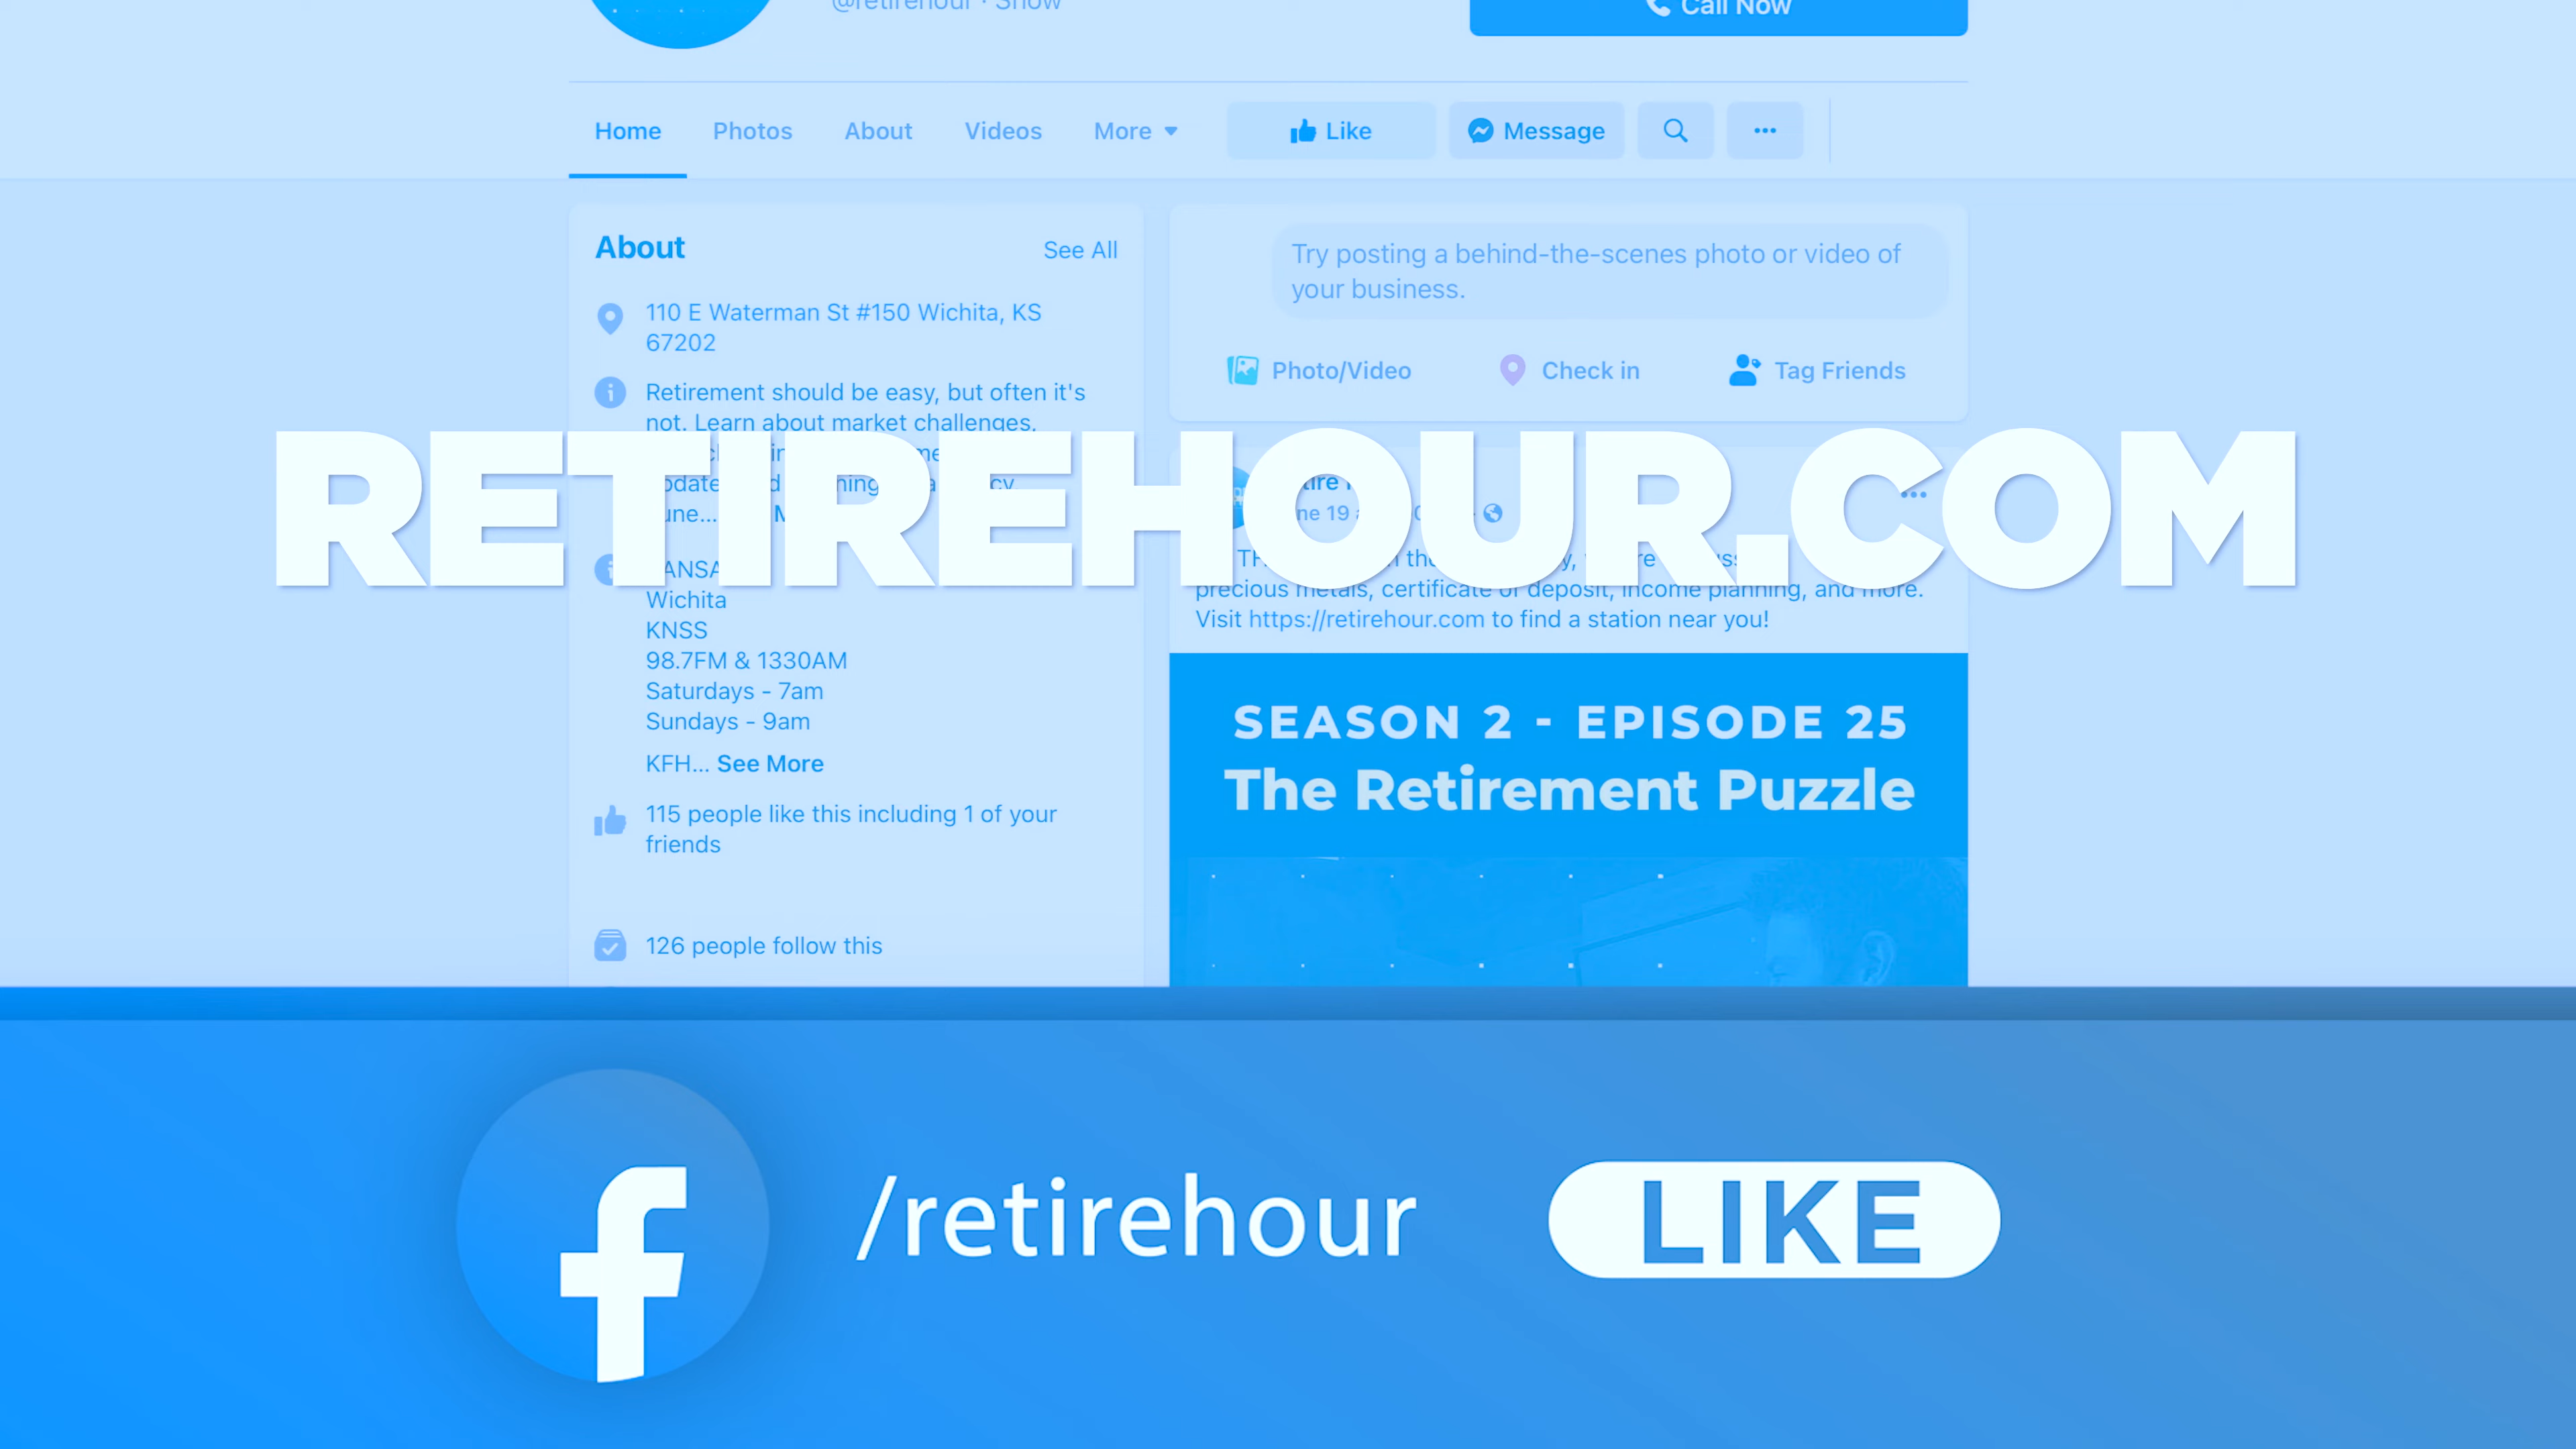 @retirehour · Show
Call Now
Home Photos About Videos More Like Message
About See All
110 E Waterman St #150 Wichita, KS
67202
Retirement should be easy, but often it's
not. Learn about market challenges,
Try posting a behind-the-scenes photo or video of
your business.
Photo/Video Check in Tag Friends
RETIREHOUR.COM
Wichita
KNSS
98.7FM & 1330AM
Saturdays - 7am
Sundays - 9am
KFH... See More
115 people like this including 1 of your
friends
126 people follow this
precious metals, certificate of deposit, income planning, and more.
Visit https://retirehour.com to find a station near you!
SEASON 2 - EPISODE 25
The Retirement Puzzle
f /retirehour LIKE